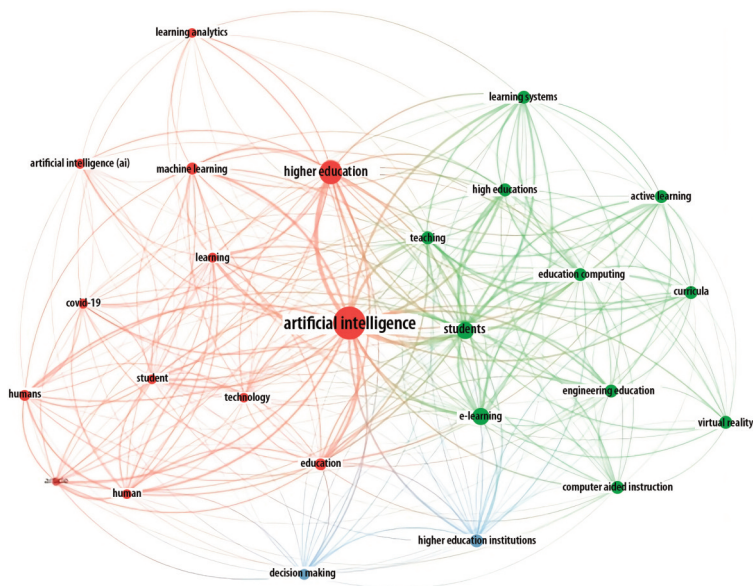 learning analytics
learning systems
artificial intelligence (ai)
machine learning
higher education
high educations
active learning
teaching
learning
education computing
curricula
covid-19
artificial intelligence
students
student
humans
technology
engineering education
e-learning
virtual reality
education
human
computer aided instruction
higher education institutions
decision making